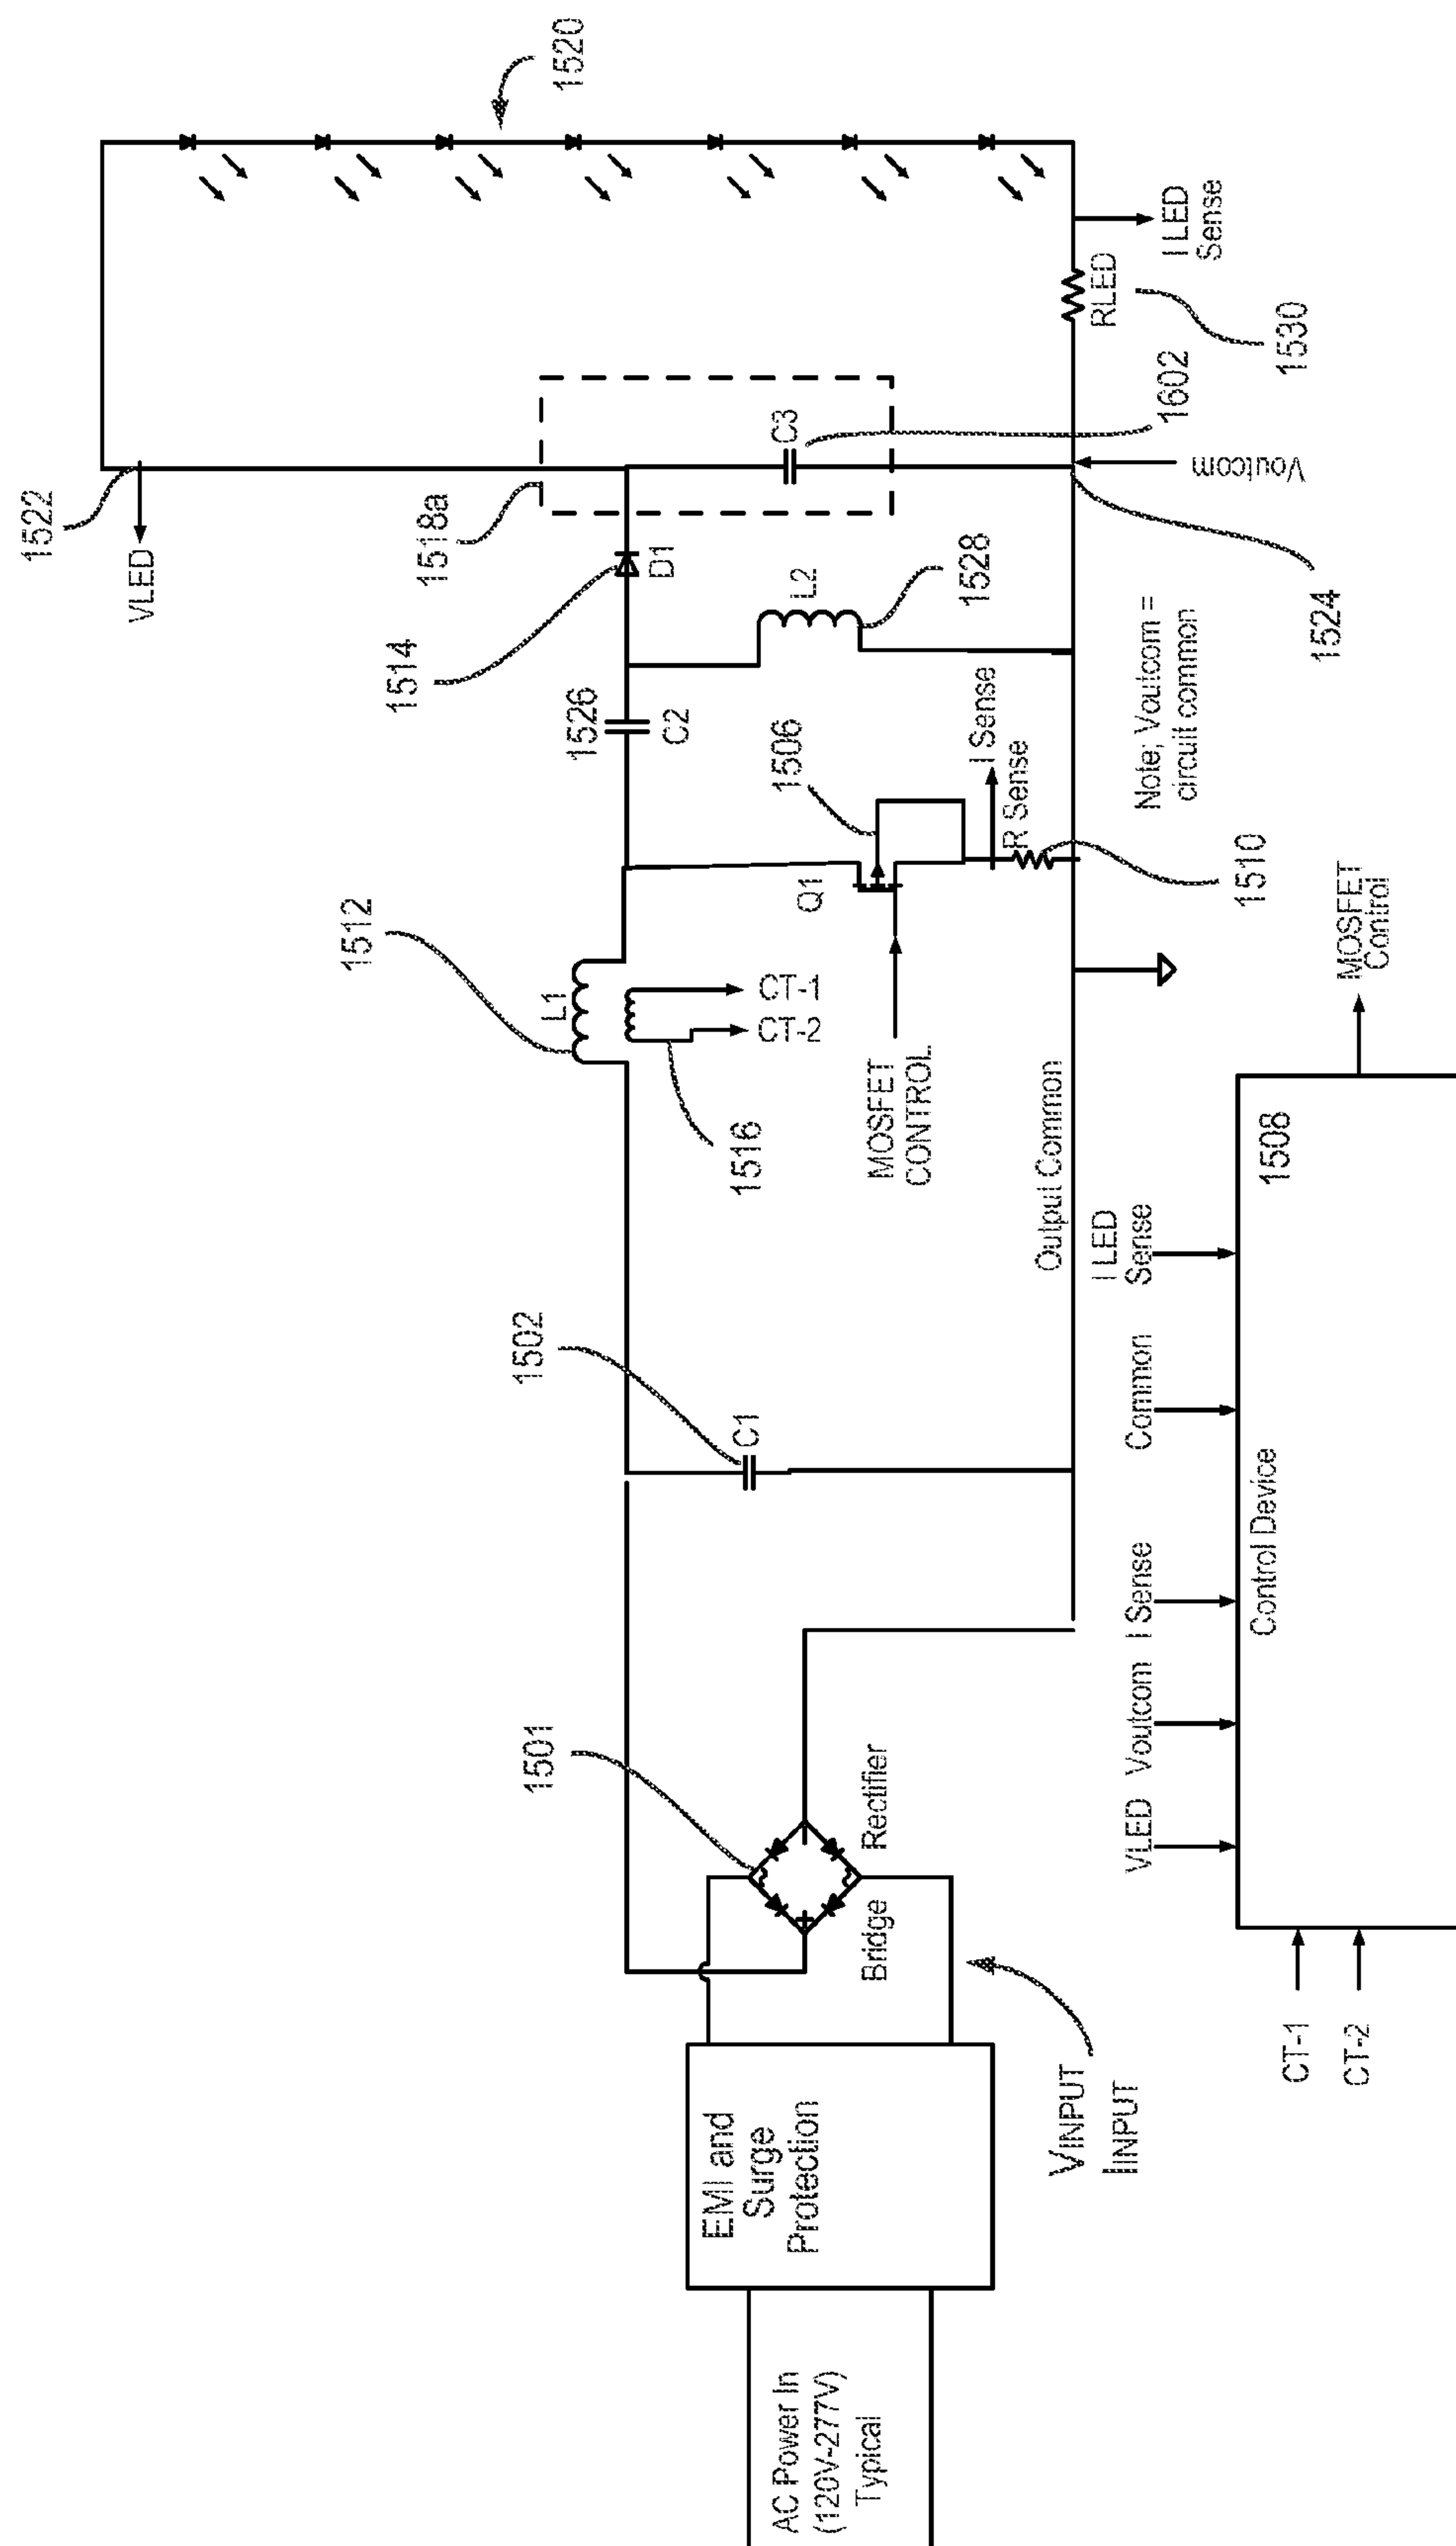 AC Power In
(120V-277V)
Typical
EMI and
Surge
Protection
VINPUT
IINPUT
1501
Bridge Rectifier
1502
C1
1512
L1
CT-1
CT-2
1516
MOSFET
CONTROL
Q1
1506
I Sense
R Sense
1510
Output Common
1526
C2
1514
D1
L2
1528
1518a
C3
1602
1522
VLED
1520
I LED
Sense
RLED
1530
Voutcom
1524
Note; Voutcom =
circuit common
VLED
Voutcom
I Sense
Common
I LED
Sense
CT-1
CT-2
Control Device
1508
MOSFET
Control